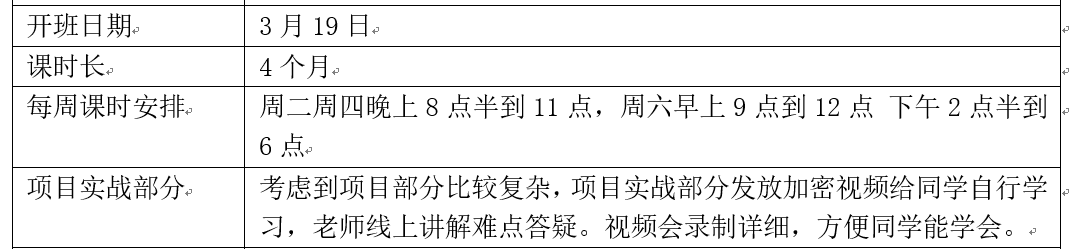 开班日期 3 月 19 日
课时长 4 个月
每周课时安排 周二周四晚上 8 点半到 11 点，周六早上 9 点到 12 点 下午 2 点半到
6 点
项目实战部分 考虑到项目部分比较复杂，项目实战部分发放加密视频给同学自行学
习，老师线上讲解难点答疑。视频会录制详细，方便同学能学会。